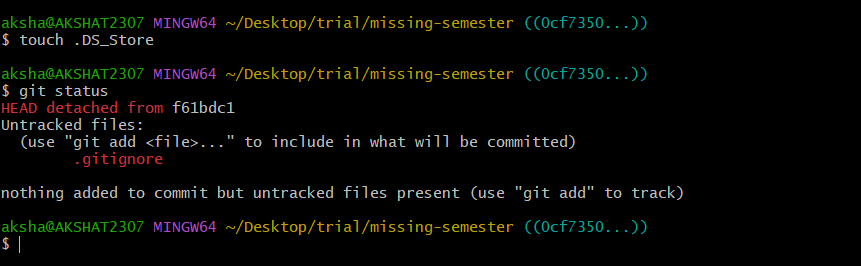 aksha@AKSHAT2307 MINGW64 ~/Desktop/trial/missing-semester ((0cf7350...))
$ touch .DS_Store
aksha@AKSHAT2307 MINGW64 ~/Desktop/trial/missing-semester ((0cf7350...))
$ git status
HEAD detached from f61bdc1
Untracked files:
  (use "git add <file>..." to include in what will be committed)
        .gitignore
nothing added to commit but untracked files present (use "git add" to track)
aksha@AKSHAT2307 MINGW64 ~/Desktop/trial/missing-semester ((0cf7350...))
$